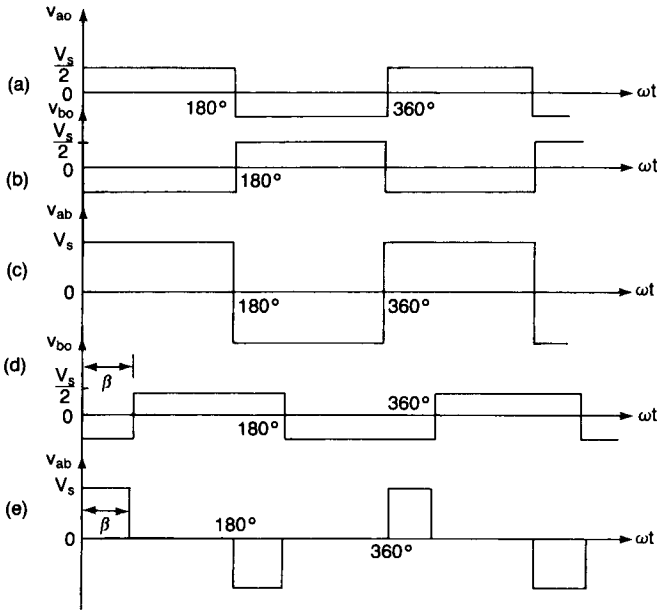 v_ao
V_s/2
(a)
0
180°
360°
ωt
v_bo
V_s/2
0
(b)
180°
ωt
v_ab
V_s
(c)
0
180°
360°
ωt
v_bo
(d)
β
V_s/2
0
180°
360°
ωt
v_ab
V_s
(e)
β
180°
0
360°
ωt